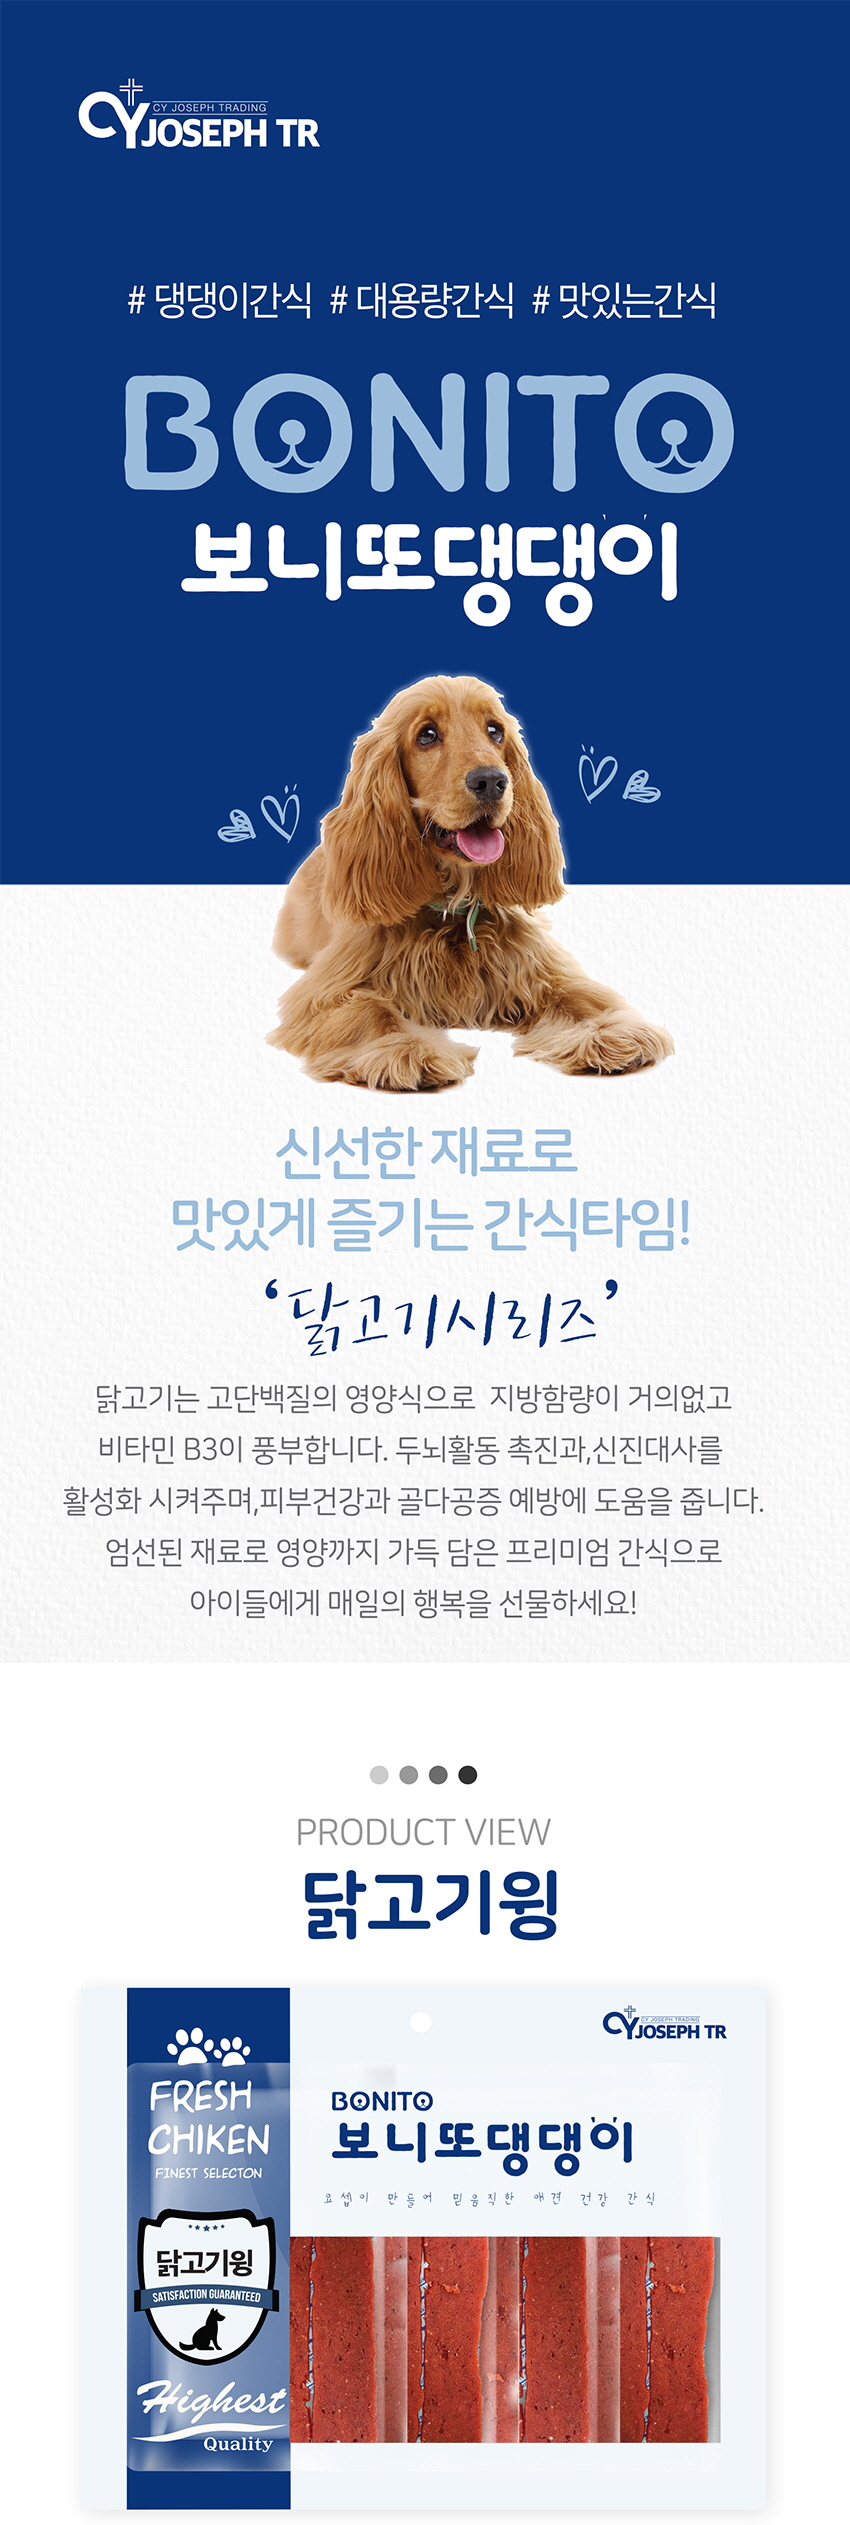 CY JOSEPH TRADING
CY JOSEPH TR
# 댕댕이간식 # 대용량간식 # 맛있는간식
BONITO
보니또댕댕이
신선한 재료로
맛있게 즐기는 간식타임!
‘닭고기시리즈’
닭고기는 고단백질의 영양식으로 지방함량이 거의없고
비타민 B3이 풍부합니다. 두뇌활동 촉진과,신진대사를
활성화 시켜주며,피부건강과 골다공증 예방에 도움을 줍니다.
엄선된 재료로 영양까지 가득 담은 프리미엄 간식으로
아이들에게 매일의 행복을 선물하세요!
PRODUCT VIEW
닭고기윙
CY JOSEPH TRADING
CY JOSEPH TR
FRESH
CHIKEN
FINEST SELECTON
BONITO
보니또댕댕이
요셉이 만들어 믿음직한 애견 건강 간식
닭고기윙
SATISFACTION GUARANTEED
Highest
Quality